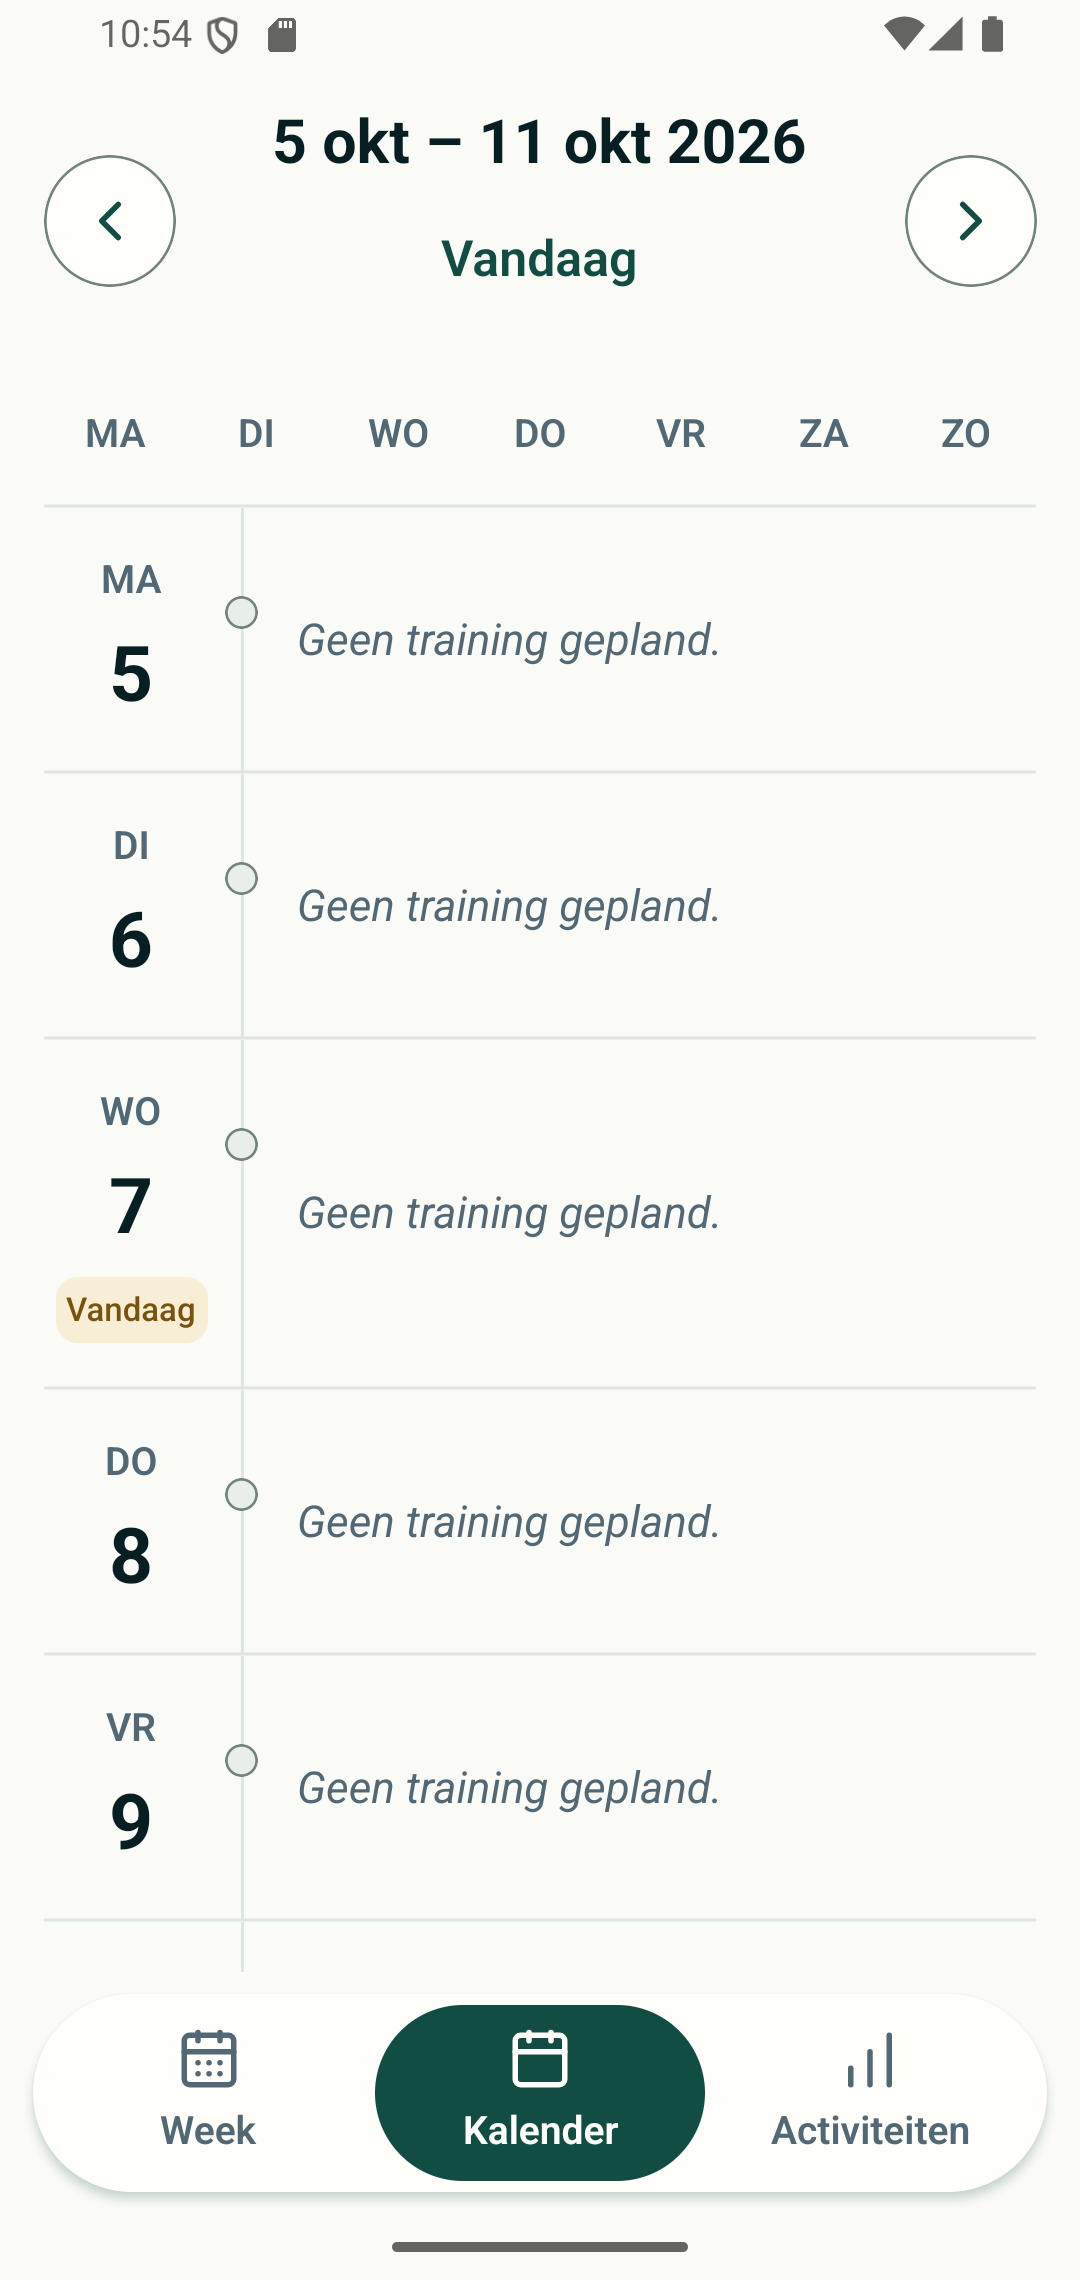 10:54
5 okt – 11 okt 2026
Vandaag
MA DI WO DO VR ZA ZO
MA
5
Geen training gepland.
DI
6
Geen training gepland.
WO
7
Vandaag
Geen training gepland.
DO
8
Geen training gepland.
VR
9
Geen training gepland.
Week Kalender Activiteiten